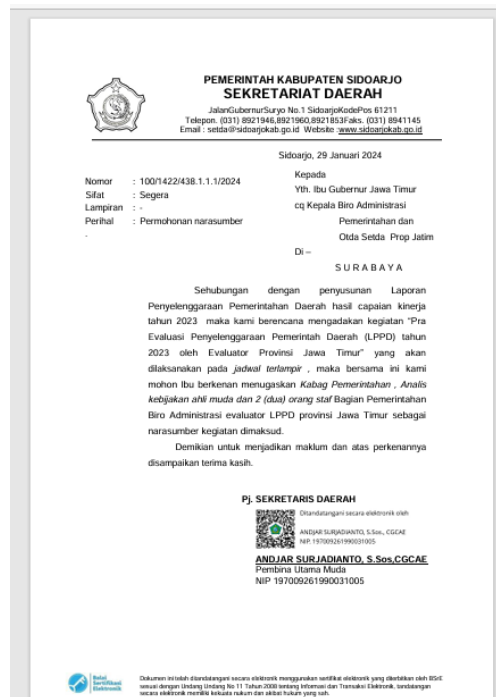 PEMERINTAH KABUPATEN SIDOARJO
SEKRETARIAT DAERAH
JalanGubernurSuryo No.1 SidoarjoKodePos 61211
Telepon. (031) 8921946,8921960,8921853Faks. (031) 8941145
Email : setda@sidoarjokab.go.id Website :www.sidoarjokab.go.id
Sidoarjo, 29 Januari 2024
Kepada
Nomor : 100/1422/438.1.1.1/2024
Yth. Ibu Gubernur Jawa Timur
Sifat : Segera
cq Kepala Biro Administrasi
Lampiran : -
Pemerintahan dan
Perihal : Permohonan narasumber
Otda Setda Prop Jatim
.
Di –
S U R A B A Y A
Sehubungan dengan penyusunan Laporan
Penyelenggaraan Pemerintahan Daerah hasil capaian kinerja
tahun 2023 maka kami berencana mengadakan kegiatan “Pra
Evaluasi Penyelenggaraan Pemerintah Daerah (LPPD) tahun
2023 oleh Evaluator Provinsi Jawa Timur” yang akan
dilaksanakan pada jadwal terlampir , maka bersama ini kami
mohon Ibu berkenan menugaskan Kabag Pemerintahan , Analis
kebijakan ahli muda dan 2 (dua) orang staf Bagian Pemerintahan
Biro Administrasi evaluator LPPD provinsi Jawa Timur sebagai
narasumber kegiatan dimaksud.
Demikian untuk menjadikan maklum dan atas perkenannya
disampaikan terima kasih.
Pj. SEKRETARIS DAERAH
Ditandatangani secara elektronik oleh
ANDJAR SURJADIANTO, S.Sos., CGCAE
NIP. 197009261990031005
ANDJAR SURJADIANTO, S.Sos,CGCAE
Pembina Utama Muda
NIP 197009261990031005
Balai
Sertifikasi
Elektronik
Dokumen ini telah ditandatangani secara elektronik menggunakan sertifikat elektronik yang diterbitkan oleh BSrE
sesuai dengan Undang Undang No 11 Tahun 2008 tentang Informasi dan Transaksi Elektronik, tandatangan
secara elektronik memiliki kekuata nukum dan akibat hukum yang sah.